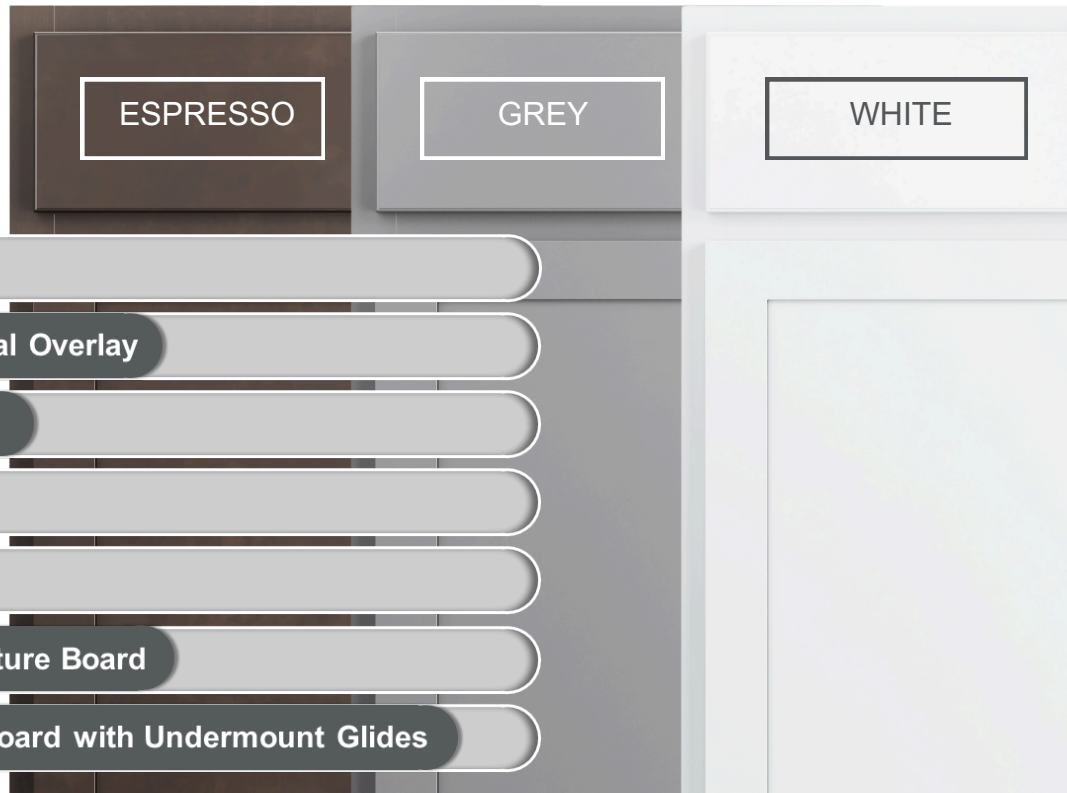 ESPRESSO
GREY
WHITE
al Overlay
ture Board
oard with Undermount Glides